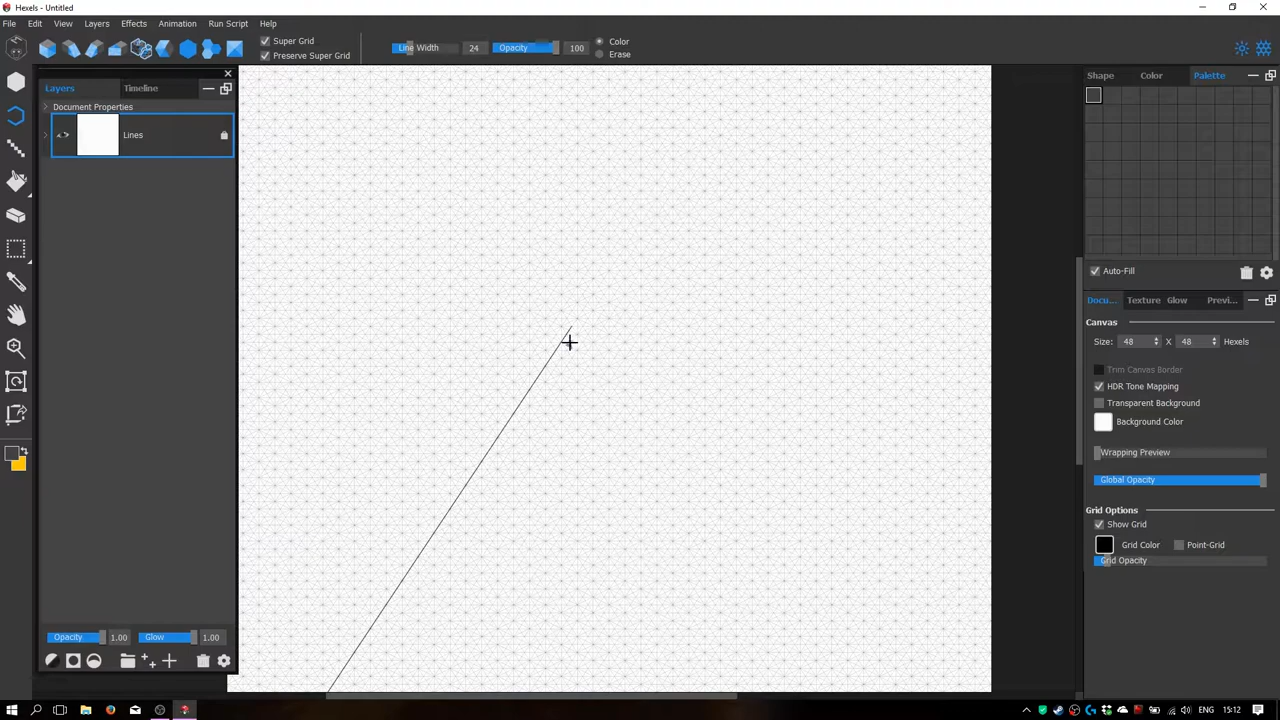 Hexels - Untitled
File Edit View Layers Effects Animation Run Script Help
Super Grid
Preserve Super Grid
Line Width 24 Opacity 100
Color
Erase
Layers Timeline
Document Properties
Lines
Opacity 1.00 Glow 1.00
Shape Color Palette
Auto-Fill
Docu... Texture Glow Previ...
Canvas
Size: 48 X 48 Hexels
Trim Canvas Border
HDR Tone Mapping
Transparent Background
Background Color
Wrapping Preview
Global Opacity
Grid Options
Show Grid
Grid Color Point-Grid
Grid Opacity
ENG 15:12